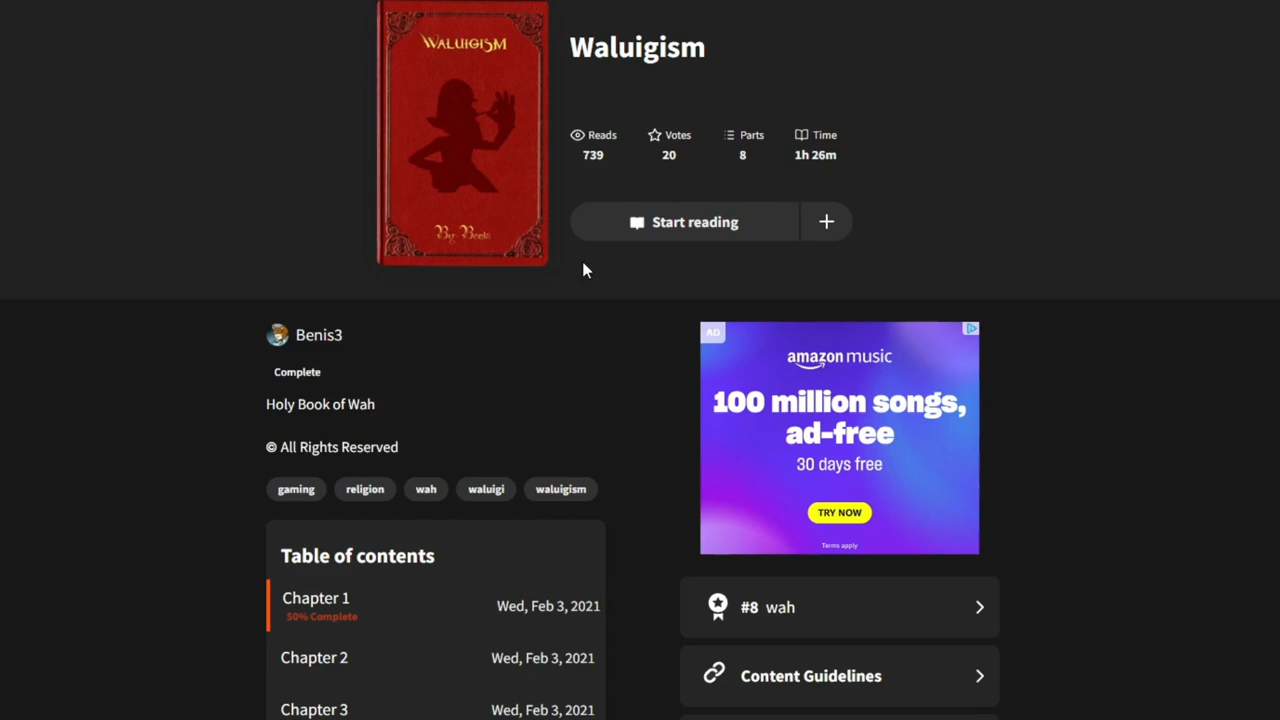 WALUIGISM
Waluigism
Reads Votes Parts Time
739 20 8 1h 26m
Start reading
Benis3
Complete
Holy Book of Wah
© All Rights Reserved
gaming religion wah waluigi waluigism
Table of contents
Chapter 1 Wed, Feb 3, 2021
50% Complete
Chapter 2 Wed, Feb 3, 2021
Chapter 3 Wed, Feb 3, 2021
AD
amazon music
100 million songs,
ad-free
30 days free
TRY NOW
Terms apply
#8 wah
Content Guidelines